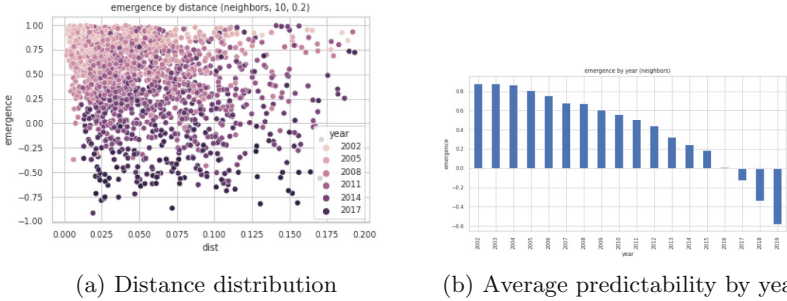 emergence by distance (neighbors, 10, 0.2)
1.00
0.75
0.50
0.25
0.00
−0.25
−0.50
−0.75
−1.00
emergence
year
2002
2005
2008
2011
2014
2017
0.000 0.025 0.050 0.075 0.100 0.125 0.150 0.175 0.200
dist
(a) Distance distribution
emergence by year (neighbors)
0.8
0.6
0.4
0.2
0.0
−0.2
−0.4
−0.6
emergence
2002 2003 2004 2005 2006 2007 2008 2009 2010 2011 2012 2013 2014 2015 2016 2017 2018 2019
year
(b) Average predictability by yea